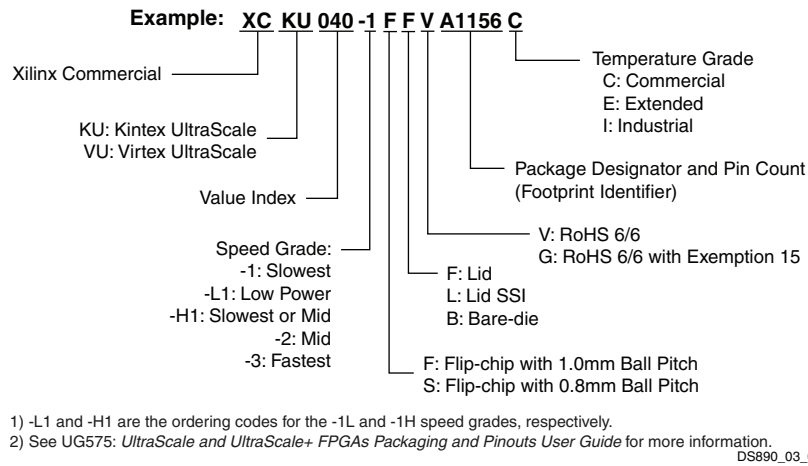 Example: XC KU 040 -1 F F V A1156 C
Xilinx Commercial
KU: Kintex UltraScale
VU: Virtex UltraScale
Value Index
Speed Grade:
-1: Slowest
-L1: Low Power
-H1: Slowest or Mid
-2: Mid
-3: Fastest
Temperature Grade
C: Commercial
E: Extended
I: Industrial
Package Designator and Pin Count
(Footprint Identifier)
V: RoHS 6/6
G: RoHS 6/6 with Exemption 15
F: Lid
L: Lid SSI
B: Bare-die
F: Flip-chip with 1.0mm Ball Pitch
S: Flip-chip with 0.8mm Ball Pitch
1) -L1 and -H1 are the ordering codes for the -1L and -1H speed grades, respectively.
2) See UG575: UltraScale and UltraScale+ FPGAs Packaging and Pinouts User Guide for more information.
DS890_03_